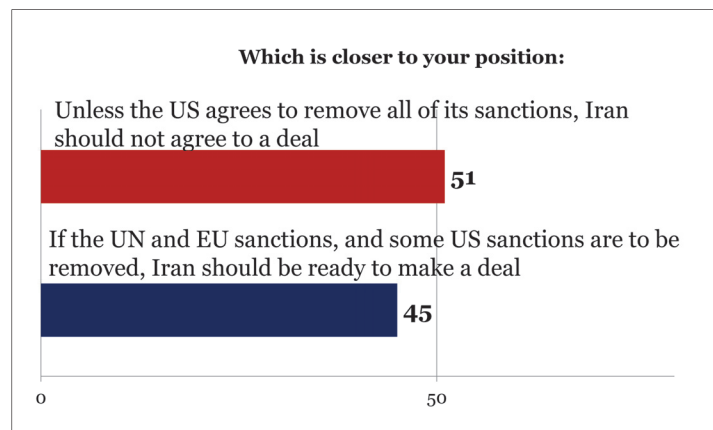 Which is closer to your position:
Unless the US agrees to remove all of its sanctions, Iran
should not agree to a deal
51
If the UN and EU sanctions, and some US sanctions are to be
removed, Iran should be ready to make a deal
45
0 50